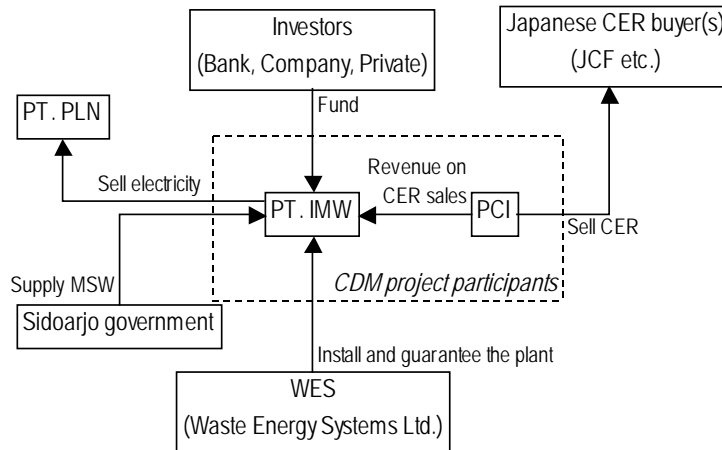 Investors
(Bank, Company, Private)
Japanese CER buyer(s)
(JCF etc.)
PT. PLN
Fund
Sell electricity
Revenue on
CER sales
PT. IMW
PCI
Sell CER
Supply MSW
CDM project participants
Sidoarjo government
Install and guarantee the plant
WES
(Waste Energy Systems Ltd.)